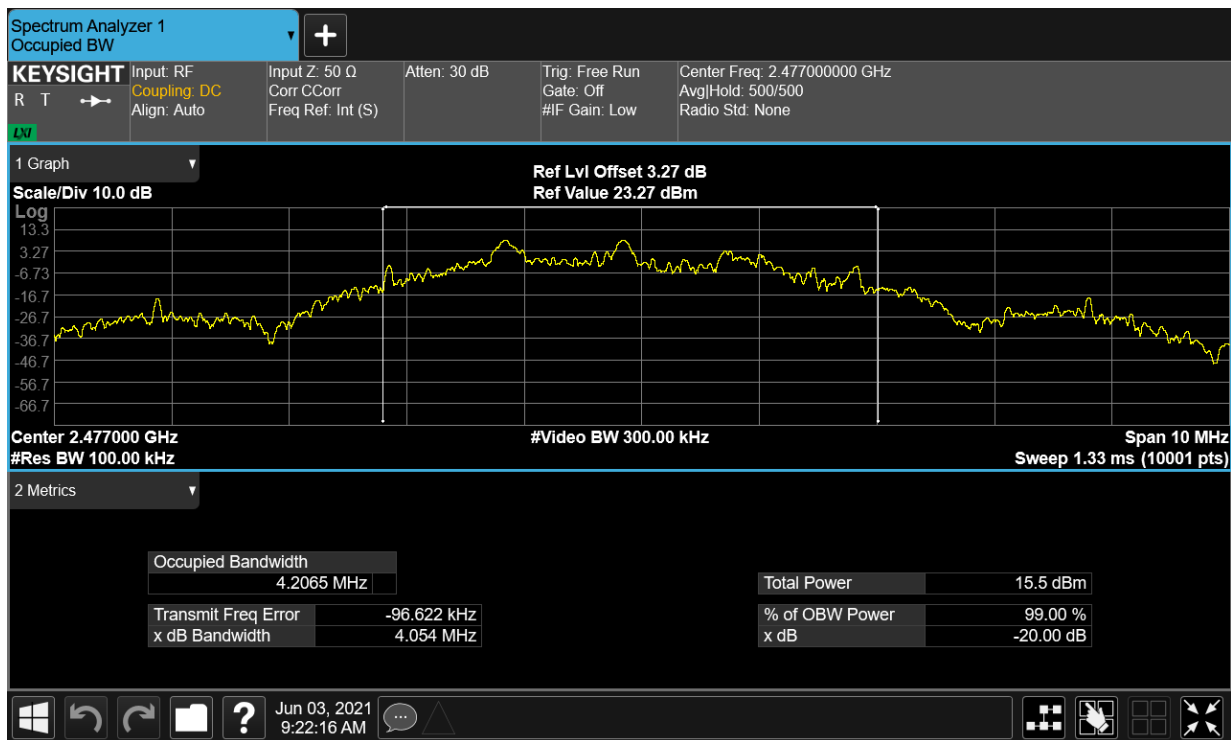 Spectrum Analyzer 1
Occupied BW
+
KEYSIGHT
R T
LXI
Input: RF
Coupling: DC
Align: Auto
Input Z: 50 Ω
Corr CCorr
Freq Ref: Int (S)
Atten: 30 dB
Trig: Free Run
Gate: Off
#IF Gain: Low
Center Freq: 2.477000000 GHz
Avg|Hold: 500/500
Radio Std: None
1 Graph
Scale/Div 10.0 dB
Ref Lvl Offset 3.27 dB
Ref Value 23.27 dBm
Log
13.3
3.27
-6.73
-16.7
-26.7
-36.7
-46.7
-56.7
-66.7
Center 2.477000 GHz
#Res BW 100.00 kHz
#Video BW 300.00 kHz
Span 10 MHz
Sweep 1.33 ms (10001 pts)
2 Metrics
Occupied Bandwidth
4.2065 MHz
Transmit Freq Error -96.622 kHz
x dB Bandwidth 4.054 MHz
Total Power 15.5 dBm
% of OBW Power 99.00 %
x dB -20.00 dB
?
Jun 03, 2021
9:22:16 AM